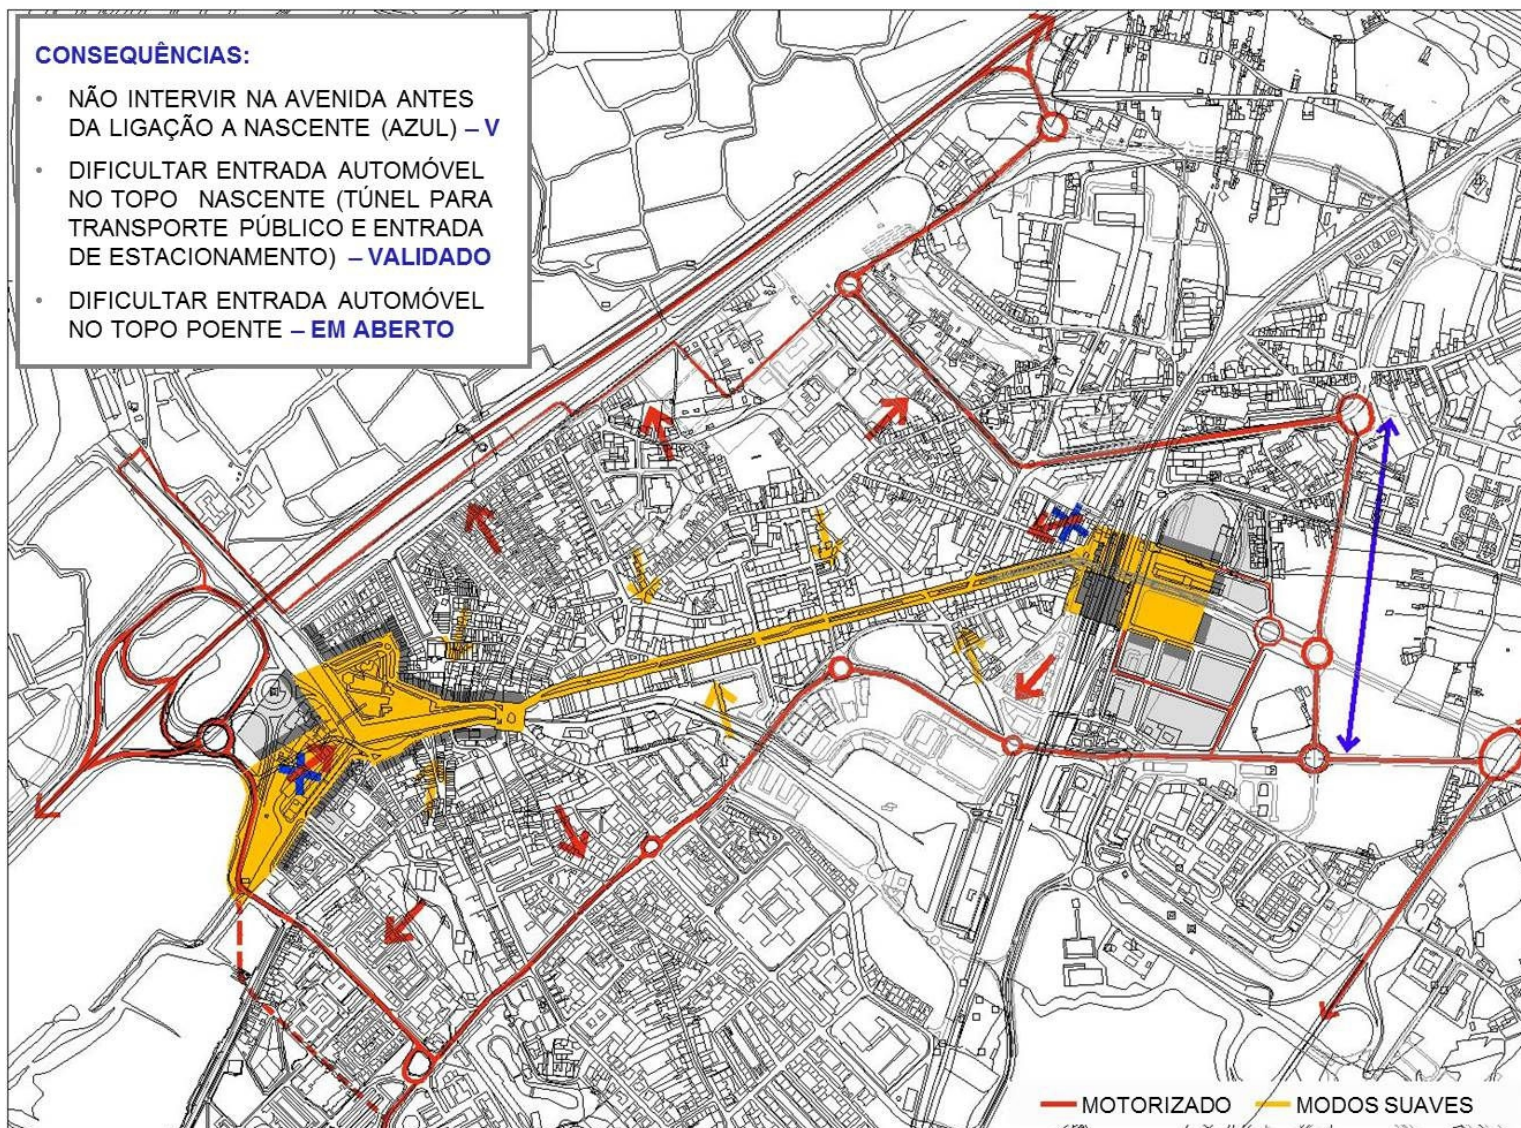 CONSEQUÊNCIAS:
• NÃO INTERVIR NA AVENIDA ANTES
DA LIGAÇÃO A NASCENTE (AZUL) – V
• DIFICULTAR ENTRADA AUTOMÓVEL
NO TOPO NASCENTE (TÚNEL PARA
TRANSPORTE PÚBLICO E ENTRADA
DE ESTACIONAMENTO) – VALIDADO
• DIFICULTAR ENTRADA AUTOMÓVEL
NO TOPO POENTE – EM ABERTO
MOTORIZADO MODOS SUAVES